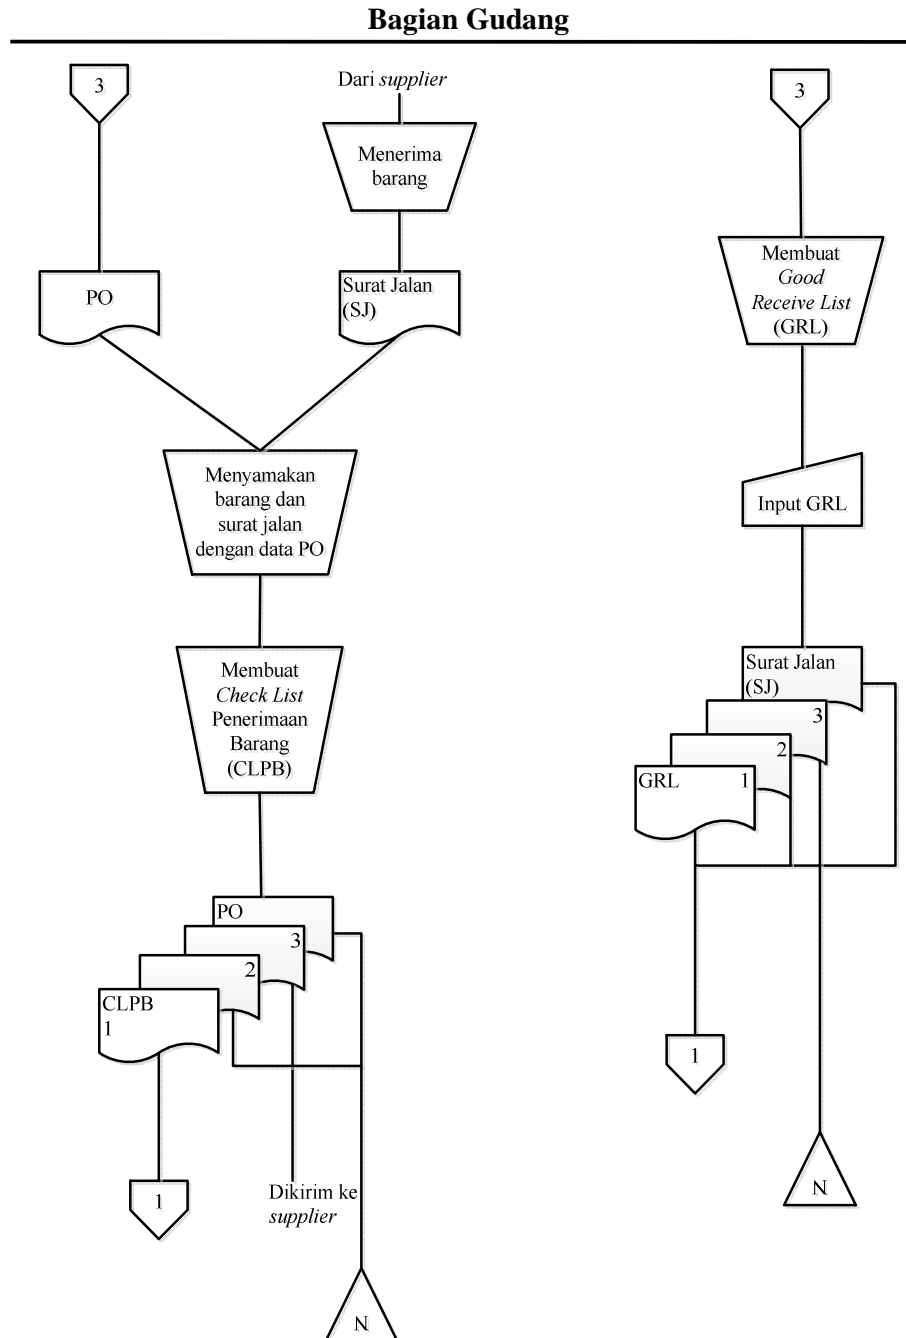 Bagian Gudang
3
Dari supplier
Menerima
barang
PO
Surat Jalan
(SJ)
Menyamakan
barang dan
surat jalan
dengan data PO
Membuat
Check List
Penerimaan
Barang
(CLPB)
PO
3
2
CLPB
1
1
Dikirim ke
supplier
N
3
Membuat
Good
Receive List
(GRL)
Input GRL
Surat Jalan
(SJ)
3
2
GRL 1
1
N